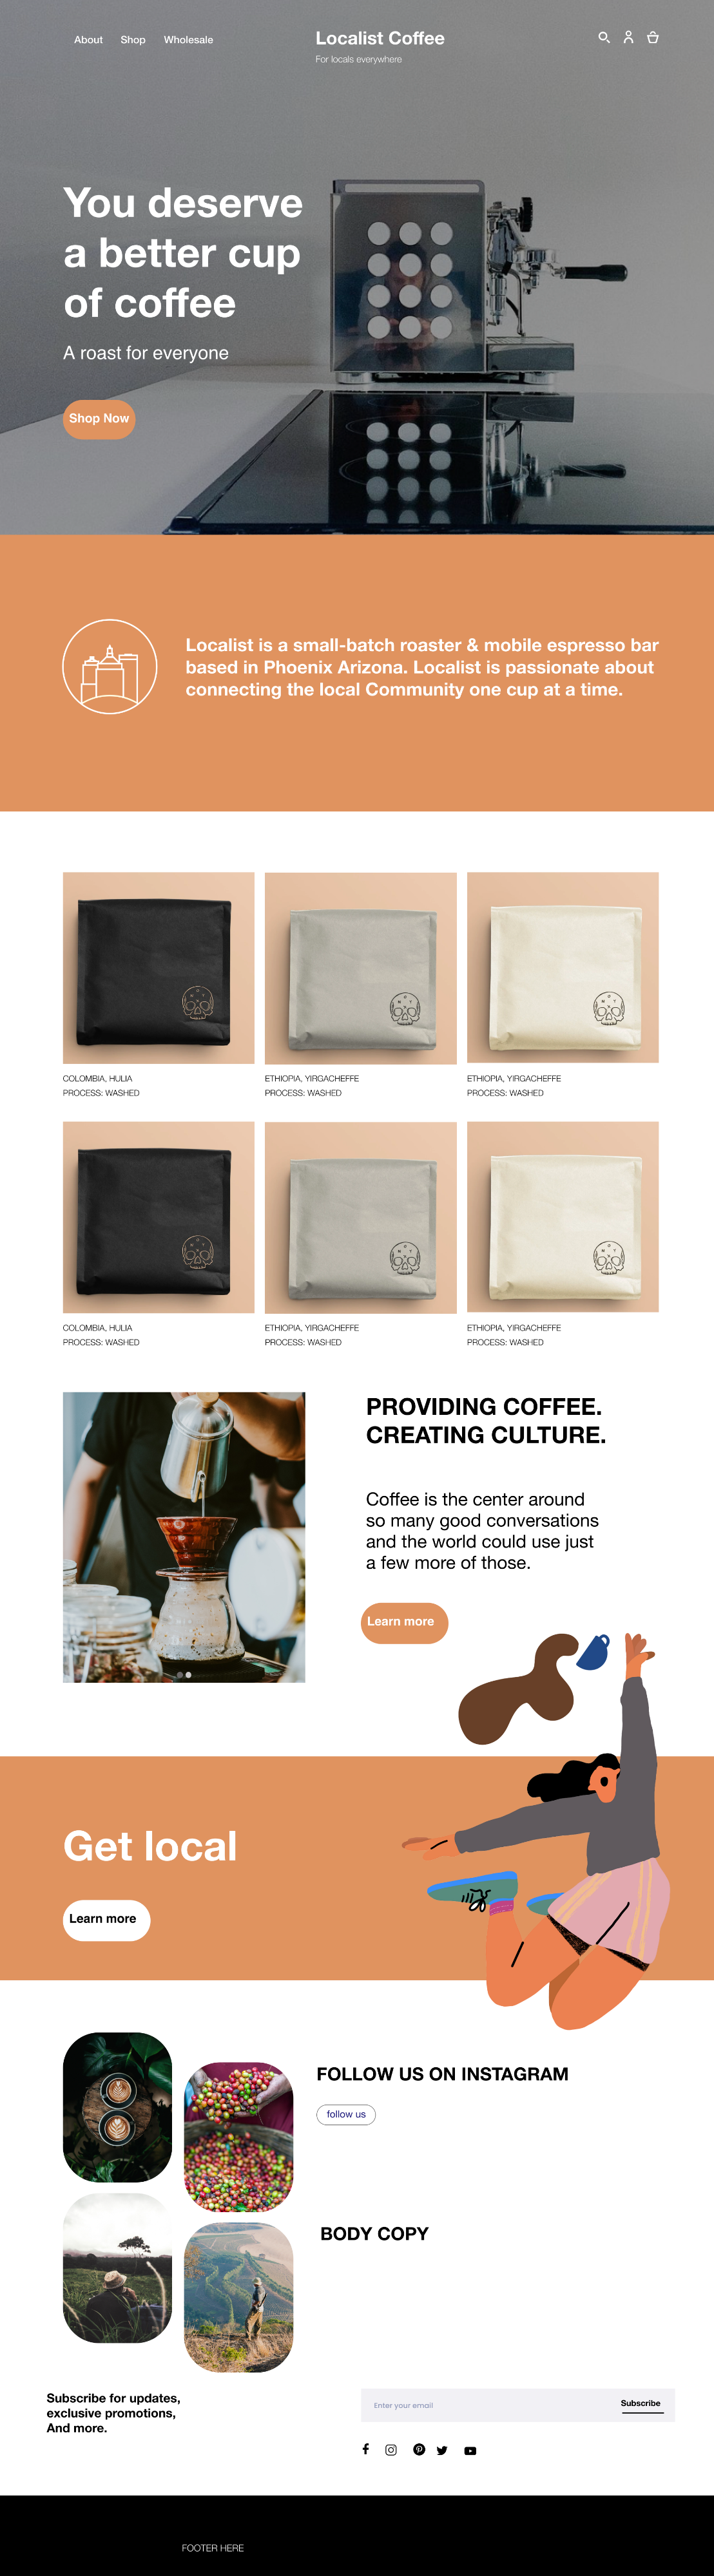 About Shop Wholesale
Localist Coffee
For locals everywhere
You deserve
a better cup
of coffee
A roast for everyone
Shop Now
Localist is a small-batch roaster & mobile espresso bar
based in Phoenix Arizona. Localist is passionate about
connecting the local Community one cup at a time.
COLOMBIA, HULIA
PROCESS: WASHED
ETHIOPIA, YIRGACHEFFE
PROCESS: WASHED
ETHIOPIA, YIRGACHEFFE
PROCESS: WASHED
COLOMBIA, HULIA
PROCESS: WASHED
ETHIOPIA, YIRGACHEFFE
PROCESS: WASHED
ETHIOPIA, YIRGACHEFFE
PROCESS: WASHED
PROVIDING COFFEE.
CREATING CULTURE.
Coffee is the center around
so many good conversations
and the world could use just
a few more of those.
Learn more
Get local
Learn more
FOLLOW US ON INSTAGRAM
follow us
BODY COPY
Subscribe for updates,
exclusive promotions,
And more.
Enter your email
Subscribe
FOOTER HERE